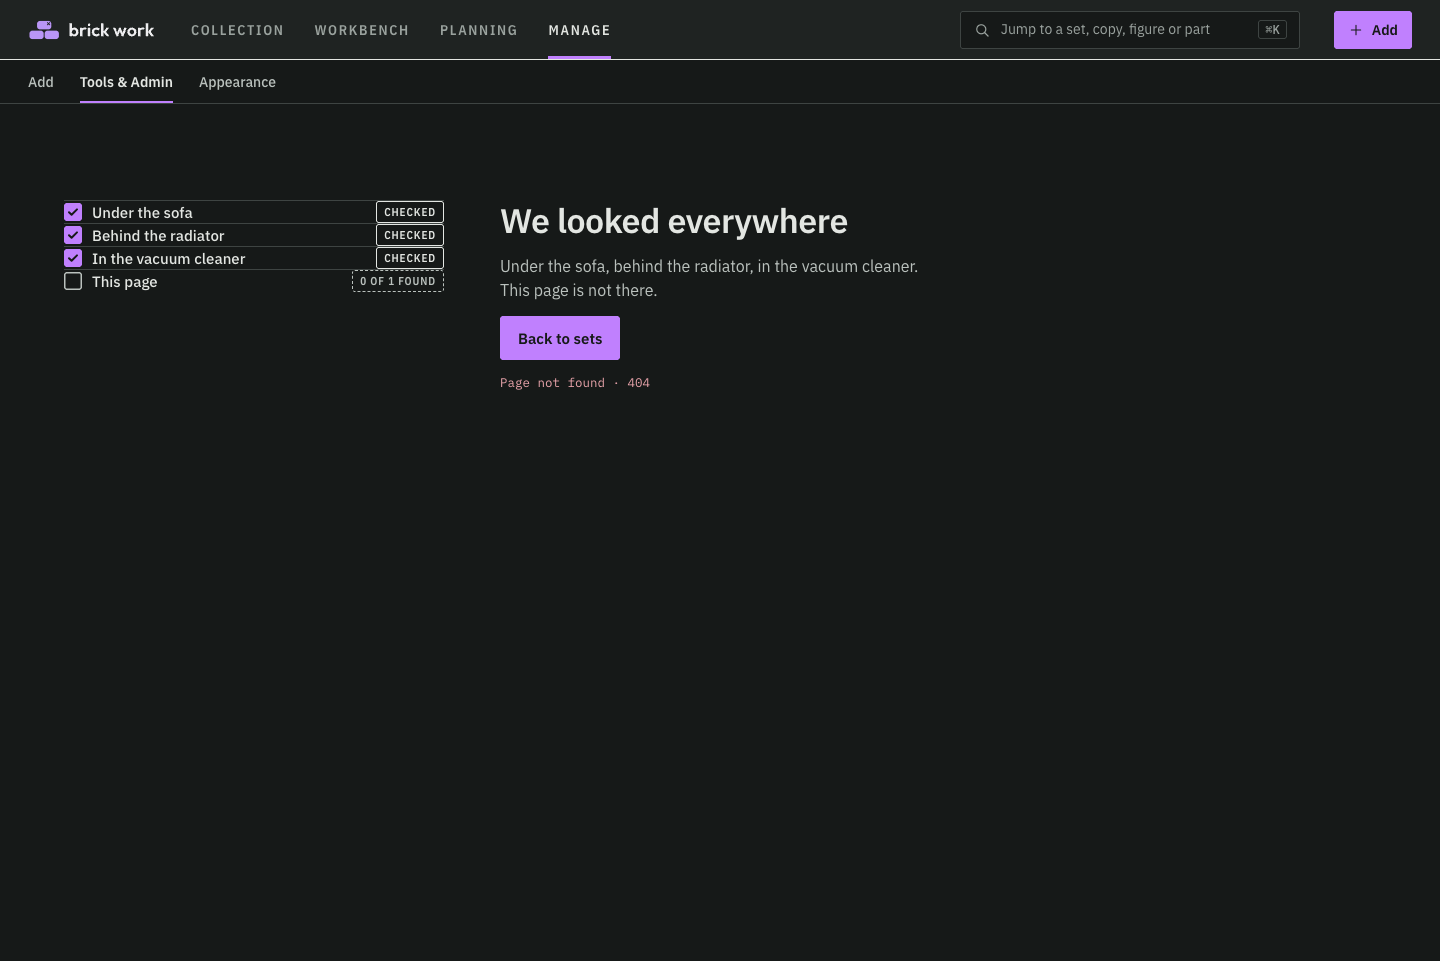 brick work
COLLECTION
WORKBENCH
PLANNING
MANAGE
Jump to a set, copy, figure or part
⌘K
Add
Add
Tools & Admin
Appearance
Under the sofa CHECKED
Behind the radiator CHECKED
In the vacuum cleaner CHECKED
This page 0 OF 1 FOUND
We looked everywhere
Under the sofa, behind the radiator, in the vacuum cleaner.
This page is not there.
Back to sets
Page not found · 404